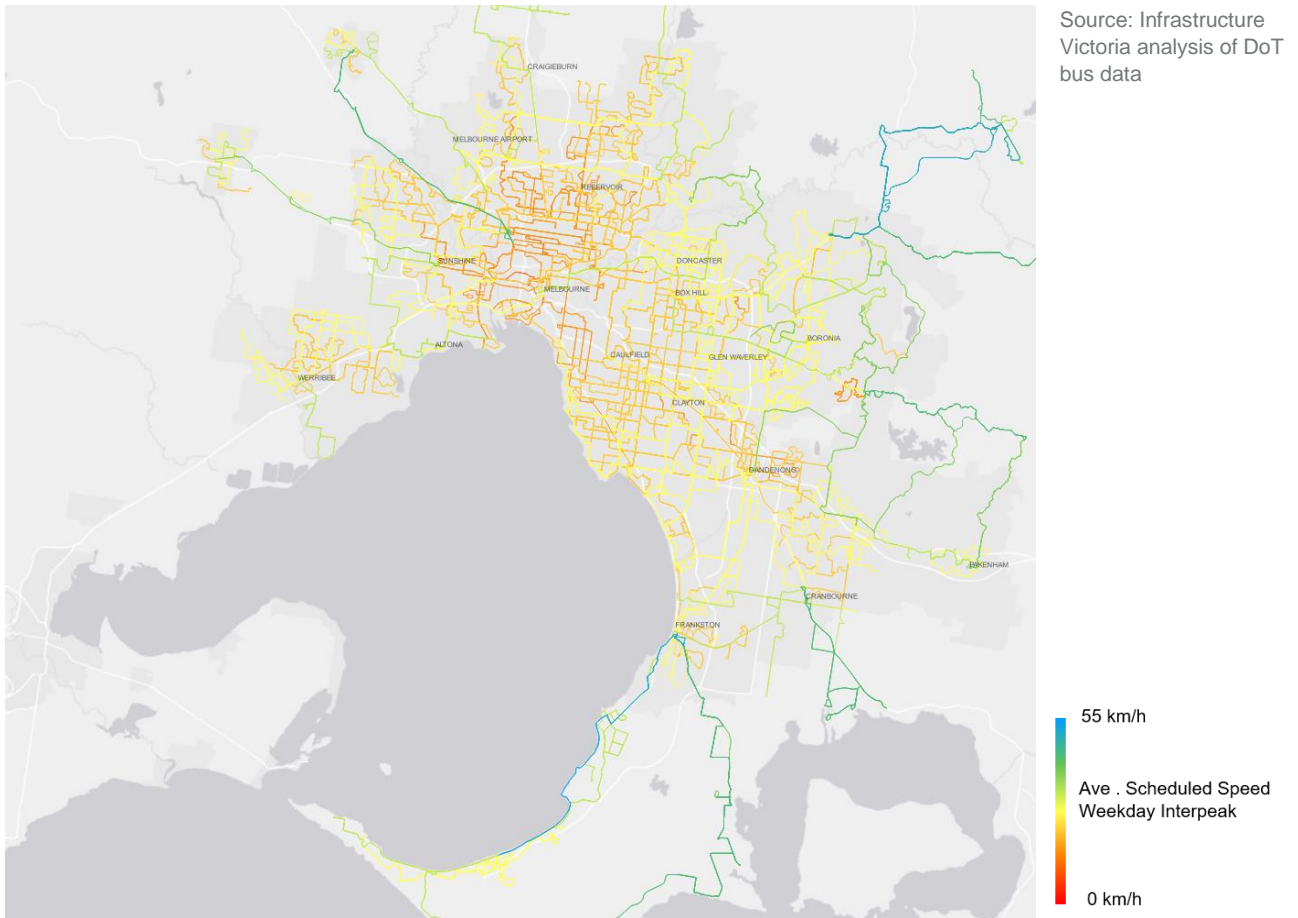 Source: Infrastructure
Victoria analysis of DoT
bus data
CRAIGIEBURN
MELBOURNE AIRPORT
RESERVOIR
SUNSHINE
DONCASTER
MELBOURNE
BOX HILL
ALTONA
BORONIA
CAULFIELD
GLEN WAVERLEY
WERRIBEE
CLAYTON
DANDENONG
PAKENHAM
CRANBOURNE
FRANKSTON
55 km/h
Ave . Scheduled Speed
Weekday Interpeak
0 km/h